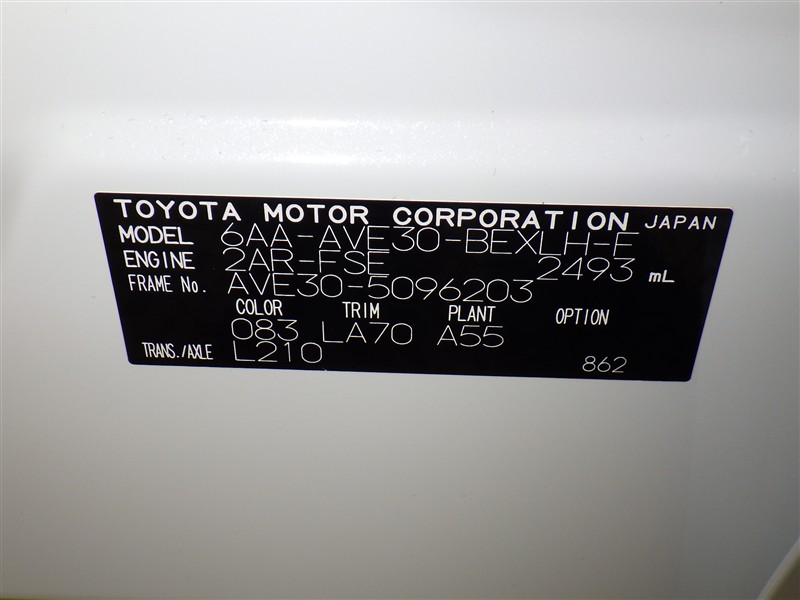 TOYOTA MOTOR CORPORATION JAPAN
MODEL 6AA-AVE30-BEXLH-F
ENGINE 2AR-FSE 2493 mL
FRAME No. AVE30-5096203
COLOR TRIM PLANT OPTION
083 LA70 A55
TRANS./AXLE L210 862